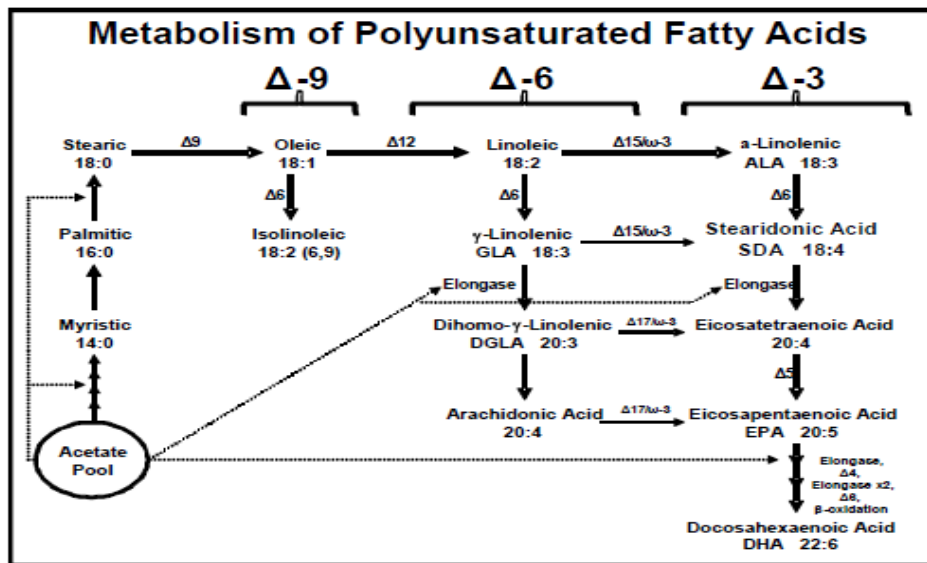 Metabolism of Polyunsaturated Fatty Acids
Δ-9
Δ-6
Δ-3
Stearic
18:0
Δ9
Oleic
18:1
Δ12
Linoleic
18:2
Δ15/ω-3
a-Linolenic
ALA 18:3
Δ6
Δ6
Δ6
Palmitic
16:0
Isolinoleic
18:2 (6,9)
γ-Linolenic
GLA 18:3
Δ15/ω-3
Stearidonic Acid
SDA 18:4
Elongase
Elongase
Myristic
14:0
Dihomo-γ-Linolenic
DGLA 20:3
Δ17/ω-3
Eicosatetraenoic Acid
20:4
Δ5
Arachidonic Acid
20:4
Δ17/ω-3
Eicosapentaenoic Acid
EPA 20:5
Acetate
Pool
Elongase,
Δ4,
Elongase x2,
Δ6,
β-oxidation
Docosahexaenoic Acid
DHA 22:6